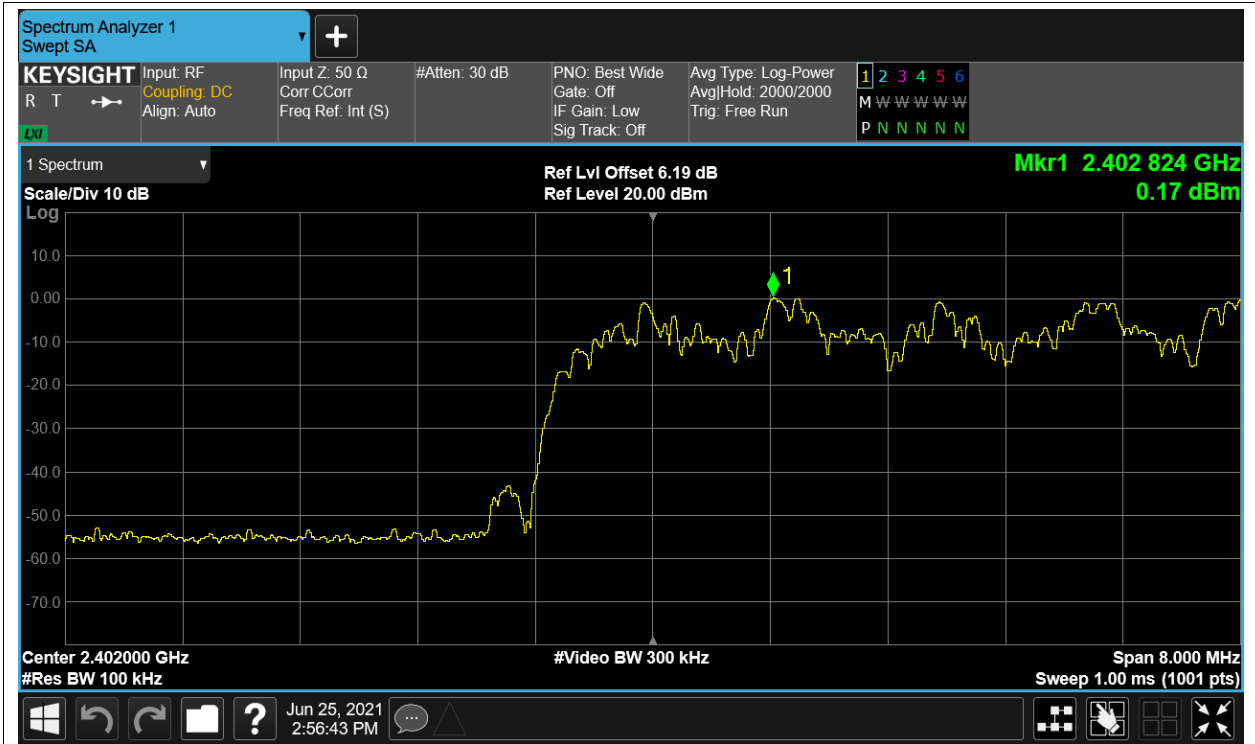 Spectrum Analyzer 1
Swept SA
KEYSIGHT
R T
LXI
Input: RF
Coupling: DC
Align: Auto
Input Z: 50 Ω
Corr CCorr
Freq Ref: Int (S)
#Atten: 30 dB
PNO: Best Wide
Gate: Off
IF Gain: Low
Sig Track: Off
Avg Type: Log-Power
Avg|Hold: 2000/2000
Trig: Free Run
1 2 3 4 5 6
M W W W W W
P N N N N N
1 Spectrum
Scale/Div 10 dB
Log
Ref Lvl Offset 6.19 dB
Ref Level 20.00 dBm
Mkr1 2.402 824 GHz
0.17 dBm
1
10.0
0.00
-10.0
-20.0
-30.0
-40.0
-50.0
-60.0
-70.0
Center 2.402000 GHz
#Video BW 300 kHz
Span 8.000 MHz
#Res BW 100 kHz
Sweep 1.00 ms (1001 pts)
?
Jun 25, 2021
2:56:43 PM